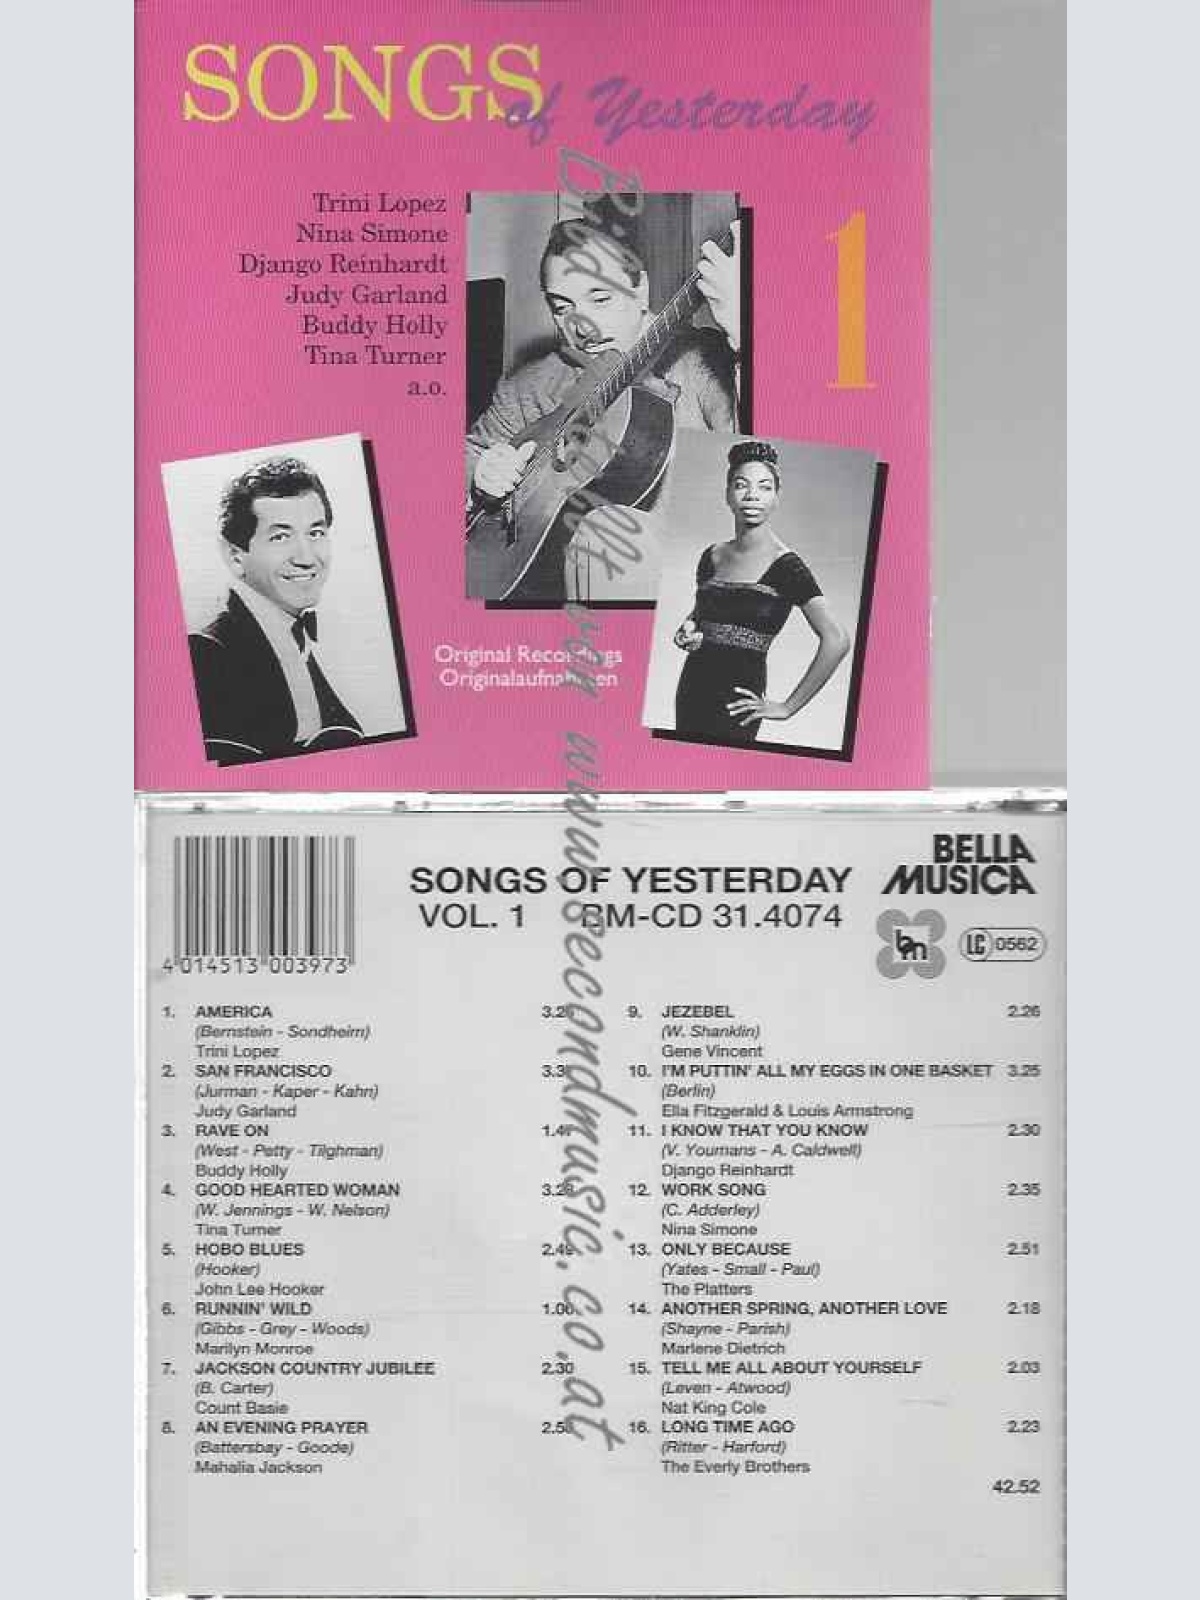 SONGS
of Yesterday
Trini Lopez
Nina Simone
Django Reinhardt
Judy Garland
Buddy Holly
Tina Turner
a.o.
1
Original Recordings
Originalaufnahmen
Bild erstellt von www.secondmusic.co.at
BELLA
MUSICA
SONGS OF YESTERDAY
VOL. 1 BM-CD 31.4074
bm
LC 0562
4 014513 003973
1. AMERICA
(Bernstein - Sondheim)
Trini Lopez
2. SAN FRANCISCO
(Jurman - Kaper - Kahn)
Judy Garland
3. RAVE ON
(West - Petty - Tilghman)
Buddy Holly
4. GOOD HEARTED WOMAN
(W. Jennings - W. Nelson)
Tina Turner
5. HOBO BLUES 2.49
(Hooker)
John Lee Hooker
6. RUNNIN' WILD 1.06
(Gibbs - Grey - Woods)
Marilyn Monroe
7. JACKSON COUNTRY JUBILEE 2.30
(B. Carter)
Count Basie
8. AN EVENING PRAYER
(Battersbay - Goode)
Mahalia Jackson
9. JEZEBEL 2.26
(W. Shanklin)
Gene Vincent
10. I'M PUTTIN' ALL MY EGGS IN ONE BASKET 3.25
(Berlin)
Ella Fitzgerald & Louis Armstrong
11. I KNOW THAT YOU KNOW 2.30
(V. Youmans - A. Caldwell)
Django Reinhardt
12. WORK SONG 2.35
(C. Adderley)
Nina Simone
13. ONLY BECAUSE 2.51
(Yates - Small - Paul)
The Platters
14. ANOTHER SPRING, ANOTHER LOVE 2.18
(Shayne - Parish)
Marlene Dietrich
15. TELL ME ALL ABOUT YOURSELF 2.03
(Leven - Atwood)
Nat King Cole
16. LONG TIME AGO 2.23
(Ritter - Harford)
The Everly Brothers
42.52